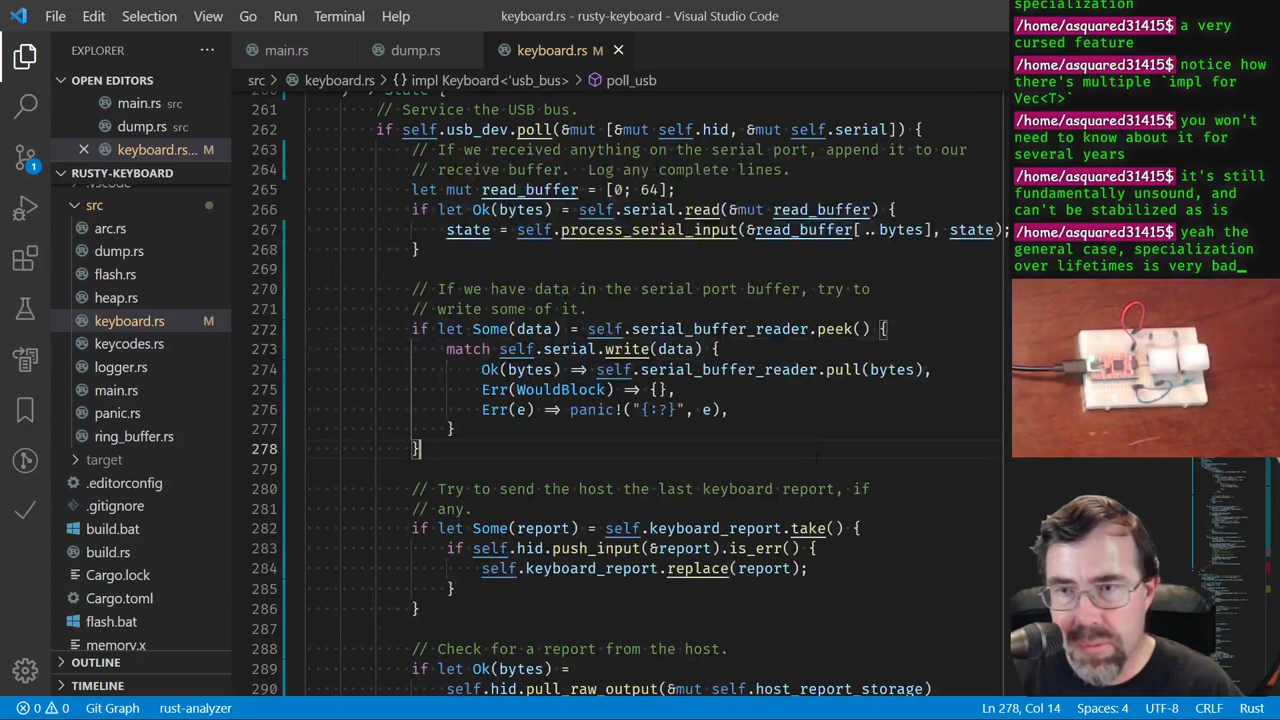 File Edit Selection View Go Run Terminal Help
keyboard.rs - rusty-keyboard - Visual Studio Code
EXPLORER
OPEN EDITORS
main.rs src
dump.rs src
keyboard.rs... M
RUSTY-KEYBOARD
.vscode
src
arc.rs
dump.rs
flash.rs
heap.rs
keyboard.rs M
keycodes.rs
logger.rs
main.rs
panic.rs
ring_buffer.rs
target
.editorconfig
.gitignore
build.bat
build.rs
Cargo.lock
Cargo.toml
flash.bat
memory.x
OUTLINE
TIMELINE
1
main.rs
dump.rs
keyboard.rs M
src > keyboard.rs > {} impl Keyboard<'usb_bus> > poll_usb
261 // Service the USB bus.
262 if self.usb_dev.poll(&mut [&mut self.hid, &mut self.serial]) {
263 // If we received anything on the serial port, append it to our
264 // receive buffer. Log any complete lines.
265 let mut read_buffer = [0; 64];
266 if let Ok(bytes) = self.serial.read(&mut read_buffer) {
267 state = self.process_serial_input(&read_buffer[..bytes], state);
268 }
269
270 // If we have data in the serial port buffer, try to
271 // write some of it.
272 if let Some(data) = self.serial_buffer_reader.peek() {
273 match self.serial.write(data) {
274 Ok(bytes) => self.serial_buffer_reader.pull(bytes),
275 Err(WouldBlock) => {},
276 Err(e) => panic!("{:?}", e),
277 }
278 }
279
280 // Try to send the host the last keyboard report, if
281 // any.
282 if let Some(report) = self.keyboard_report.take() {
283 if self.hid.push_input(&report).is_err() {
284 self.keyboard_report.replace(report);
285 }
286 }
287
288 // Check for a report from the host.
289 if let Ok(bytes) =
290 self.hid.pull_raw_output(&mut self.host_report_storage)
specialization
/home/asquared31415$ a very
cursed feature
/home/asquared31415$ notice how
there's multiple `impl for
Vec<T>`
/home/asquared31415$ you won't
need to know about it for
several years
/home/asquared31415$ it's still
fundamentally unsound, and
can't be stabilized as is
/home/asquared31415$ yeah the
general case, specialization
over lifetimes is very bad_
0 0 Git Graph rust-analyzer
Ln 278, Col 14 Spaces: 4 UTF-8 CRLF Rust